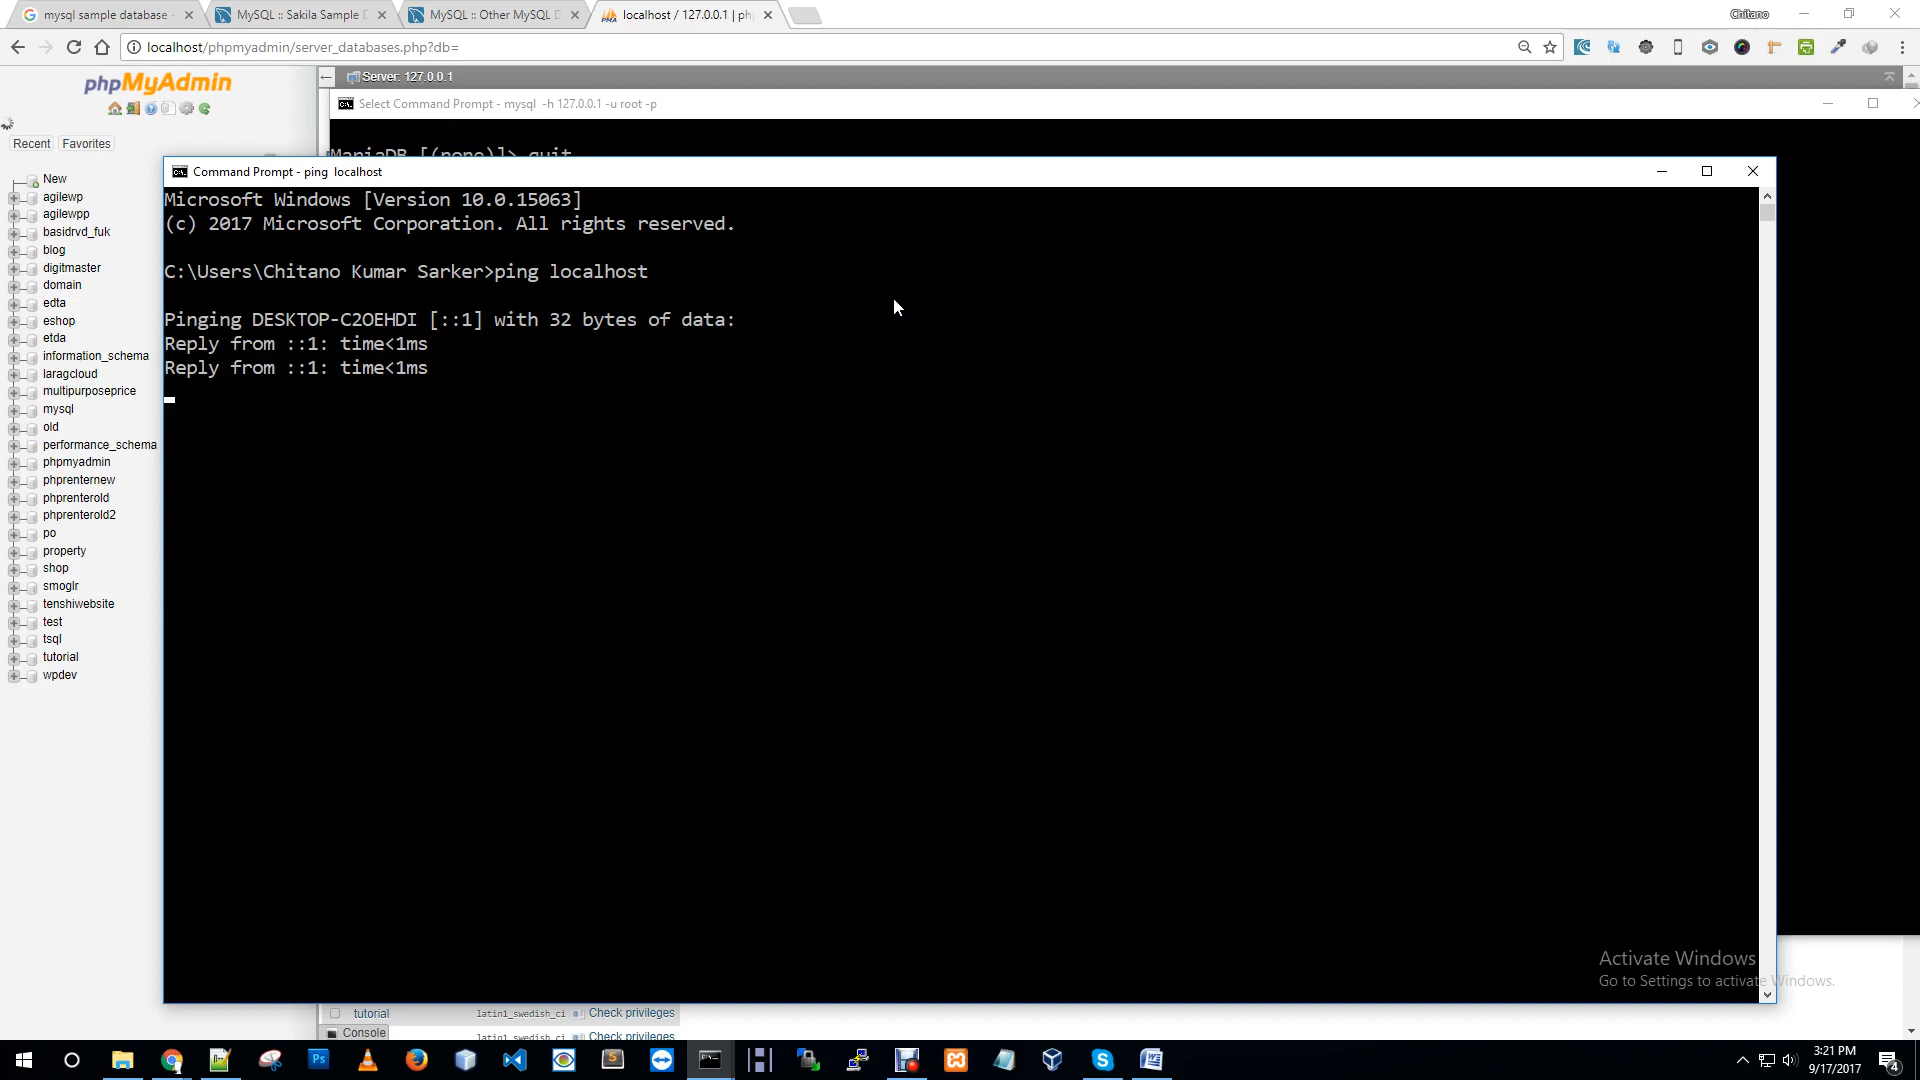 mysql sample database -
MySQL :: Sakila Sample D
MySQL :: Other MySQL D
localhost / 127.0.0.1 | ph
Chitano
localhost/phpmyadmin/server_databases.php?db=
phpMyAdmin
Recent
Favorites
New
agilewp
agilewpp
basidrvd_fuk
blog
digitmaster
domain
edta
eshop
etda
information_schema
laragcloud
multipurposeprice
mysql
old
performance_schema
phpmyadmin
phprenternew
phprenterold
phprenterold2
po
property
shop
smoglr
tenshiwebsite
test
tsql
tutorial
wpdev
Server: 127.0.0.1
Select Command Prompt - mysql -h 127.0.0.1 -u root -p
MariaDB [(none)]> quit
Command Prompt - ping localhost
Microsoft Windows [Version 10.0.15063]
(c) 2017 Microsoft Corporation. All rights reserved.
C:\Users\Chitano Kumar Sarker>ping localhost
Pinging DESKTOP-C2OEHDI [::1] with 32 bytes of data:
Reply from ::1: time<1ms
Reply from ::1: time<1ms
Activate Windows
Go to Settings to activate Windows.
tutorial latin1_swedish_ci Check privileges
latin1_swedish_ci Check privileges
Console
3:21 PM
9/17/2017
4